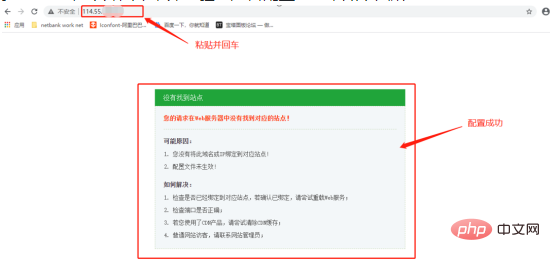 不安全 114.55.
应用 netbank work net iconfont-阿里巴巴... 百度一下，你就知道 宝塔面板论坛 — 做...
粘贴并回车
没有找到站点
您的请求在Web服务器中没有找到对应的站点！
配置成功
可能原因：
1. 您没有将此域名或IP绑定到对应站点!
2. 配置文件未生效!
如何解决：
1. 检查是否已经绑定到对应站点，若确认已绑定，请尝试重载Web服务；
2. 检查端口是否正确；
3. 若您使用了CDN产品，请尝试清除CDN缓存；
4. 普通网站访客，请联系网站管理员；
php 中文网